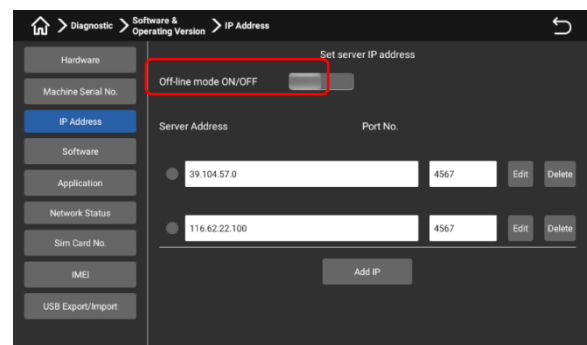 Diagnostic
Software &
Operating Version
IP Address
Set server IP address
Hardware
Off-line mode ON/OFF
Machine Serial No.
IP Address
Server Address
Port No.
Software
39.104.57.0
4567
Edit
Delete
Application
Network Status
116.62.22.100
4567
Edit
Delete
Sim Card No.
IMEI
Add IP
USB Export/Import